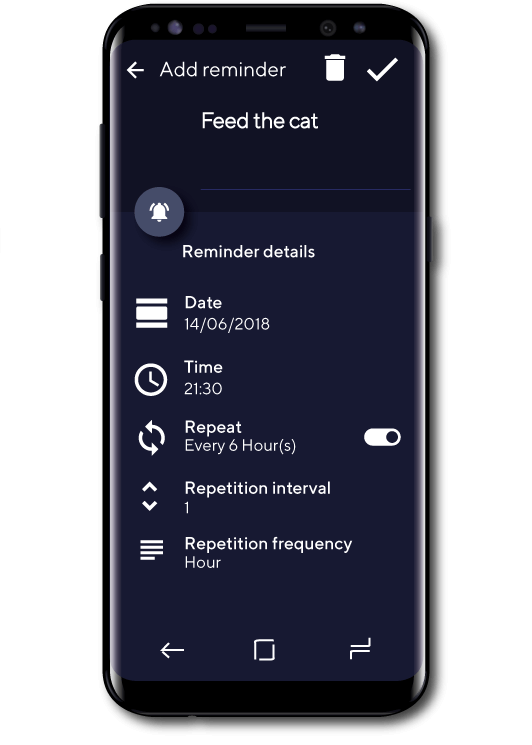 Add reminder
Feed the cat
Reminder details
Date
14/06/2018
Time
21:30
Repeat
Every 6 Hour(s)
Repetition interval
1
Repetition frequency
Hour